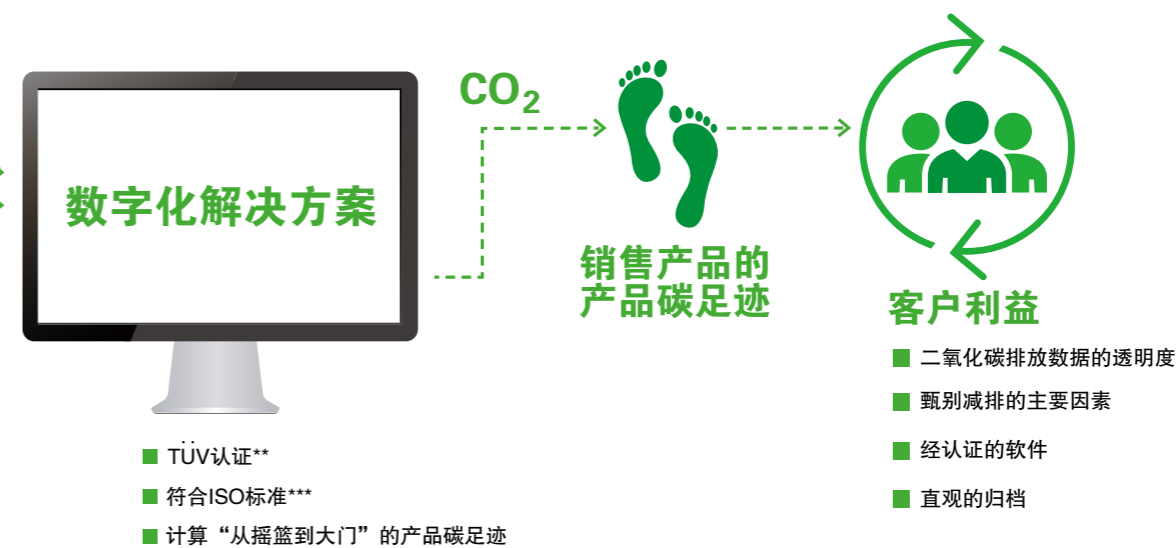 数字化解决方案
TÜV认证**
符合ISO标准***
计算“从摇篮到大门”的产品碳足迹
CO₂
销售产品的
产品碳足迹
客户利益
二氧化碳排放数据的透明度
甄别减排的主要因素
经认证的软件
直观的归档